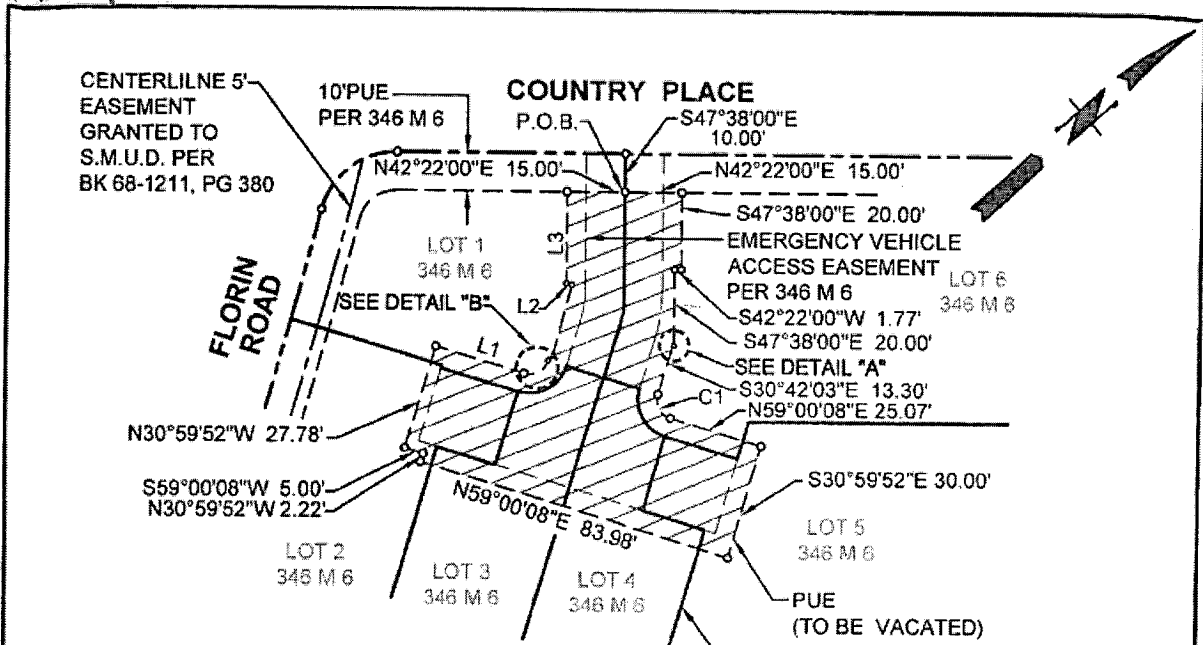 COUNTRY PLACE
CENTERLILNE 5'
EASEMENT
GRANTED TO
S.M.U.D. PER
BK 68-1211, PG 380
10'PUE
PER 346 M 6
P.O.B.
S47°38'00"E
10.00'
N42°22'00"E 15.00'
N42°22'00"E 15.00'
S47°38'00"E 20.00'
LOT 1
346 M 6
L3
EMERGENCY VEHICLE
ACCESS EASEMENT
PER 346 M 6
LOT 6
346 M 6
FLORIN
ROAD
SEE DETAIL "B"
L2
S42°22'00"W 1.77'
S47°38'00"E 20.00'
L1
SEE DETAIL "A"
S30°42'03"E 13.30'
C1
N59°00'08"E 25.07'
N30°59'52"W 27.78'
S59°00'08"W 5.00'
N30°59'52"W 2.22'
N59°00'08"E 83.98'
S30°59'52"E 30.00'
LOT 5
346 M 6
LOT 2
346 M 6
LOT 3
346 M 6
LOT 4
346 M 6
PUE
(TO BE VACATED)